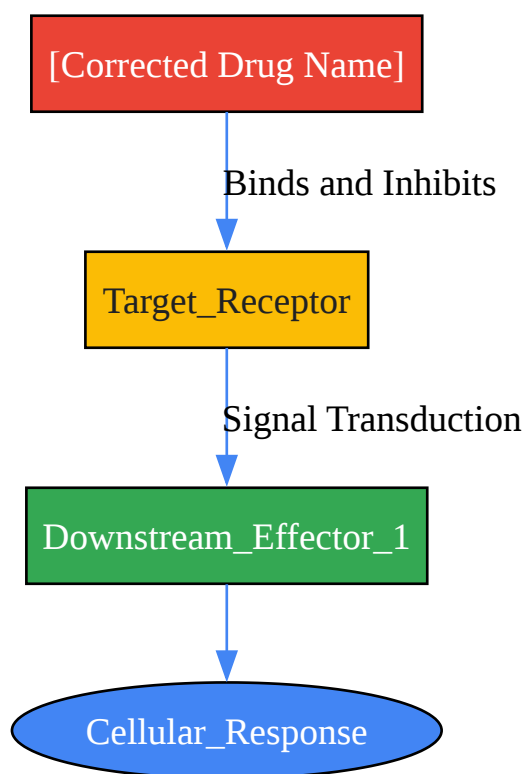 [Corrected Drug Name]
Binds and Inhibits
Target_Receptor
Signal Transduction
Downstream_Effector_1
Cellular_Response